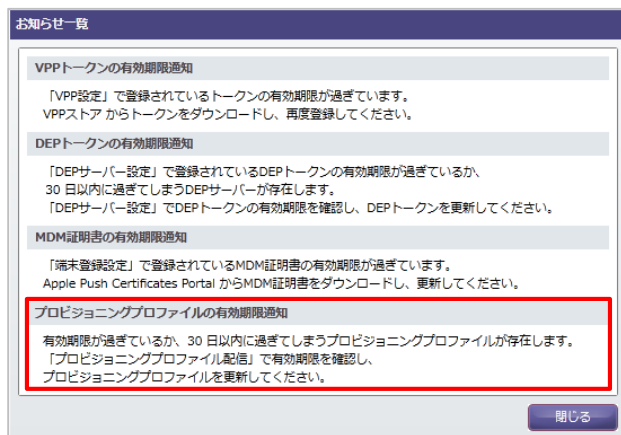 お知らせ一覧
VPPトークンの有効期限通知
「VPP設定」で登録されているトークンの有効期限が過ぎています。
VPPストア からトークンをダウンロードし、再度登録してください。
DEPトークンの有効期限通知
「DEPサーバー設定」で登録されているDEPトークンの有効期限が過ぎているか、
30 日以内に過ぎてしまうDEPサーバーが存在します。
「DEPサーバー設定」でDEPトークンの有効期限を確認し、DEPトークンを更新してください。
MDM証明書の有効期限通知
「端末登録設定」で登録されているMDM証明書の有効期限が過ぎています。
Apple Push Certificates Portal からMDM証明書をダウンロードし、更新してください。
プロビジョニングプロファイルの有効期限通知
有効期限が過ぎているか、30 日以内に過ぎてしまうプロビジョニングプロファイルが存在します。
「プロビジョニングプロファイル配信」で有効期限を確認し、
プロビジョニングプロファイルを更新してください。
閉じる